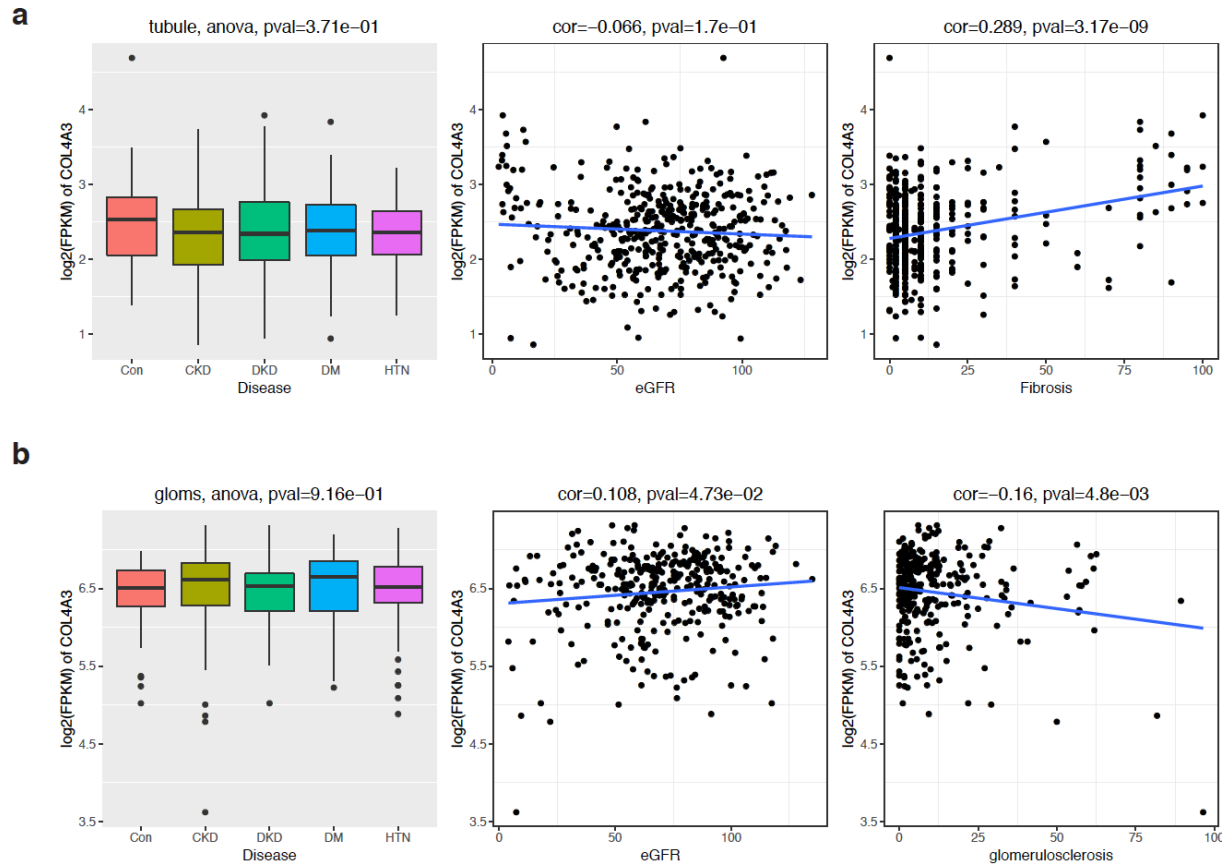 a
tubule, anova, pval=3.71e−01
log2(FPKM) of COL4A3
4
3
2
1
Con CKD DKD DM HTN
Disease
cor=−0.066, pval=1.7e−01
log2(FPKM) of COL4A3
4
3
2
1
50 100
eGFR
cor=0.289, pval=3.17e−09
log2(FPKM) of COL4A3
4
3
2
1
0 25 50 75 100
Fibrosis
b
gloms, anova, pval=9.16e−01
log2(FPKM) of COL4A3
6.5
5.5
4.5
3.5
Con CKD DKD DM HTN
Disease
cor=0.108, pval=4.73e−02
log2(FPKM) of COL4A3
6.5
5.5
4.5
3.5
0 50 100
eGFR
cor=−0.16, pval=4.8e−03
log2(FPKM) of COL4A3
6.5
5.5
4.5
3.5
0 25 50 75 100
glomerulosclerosis